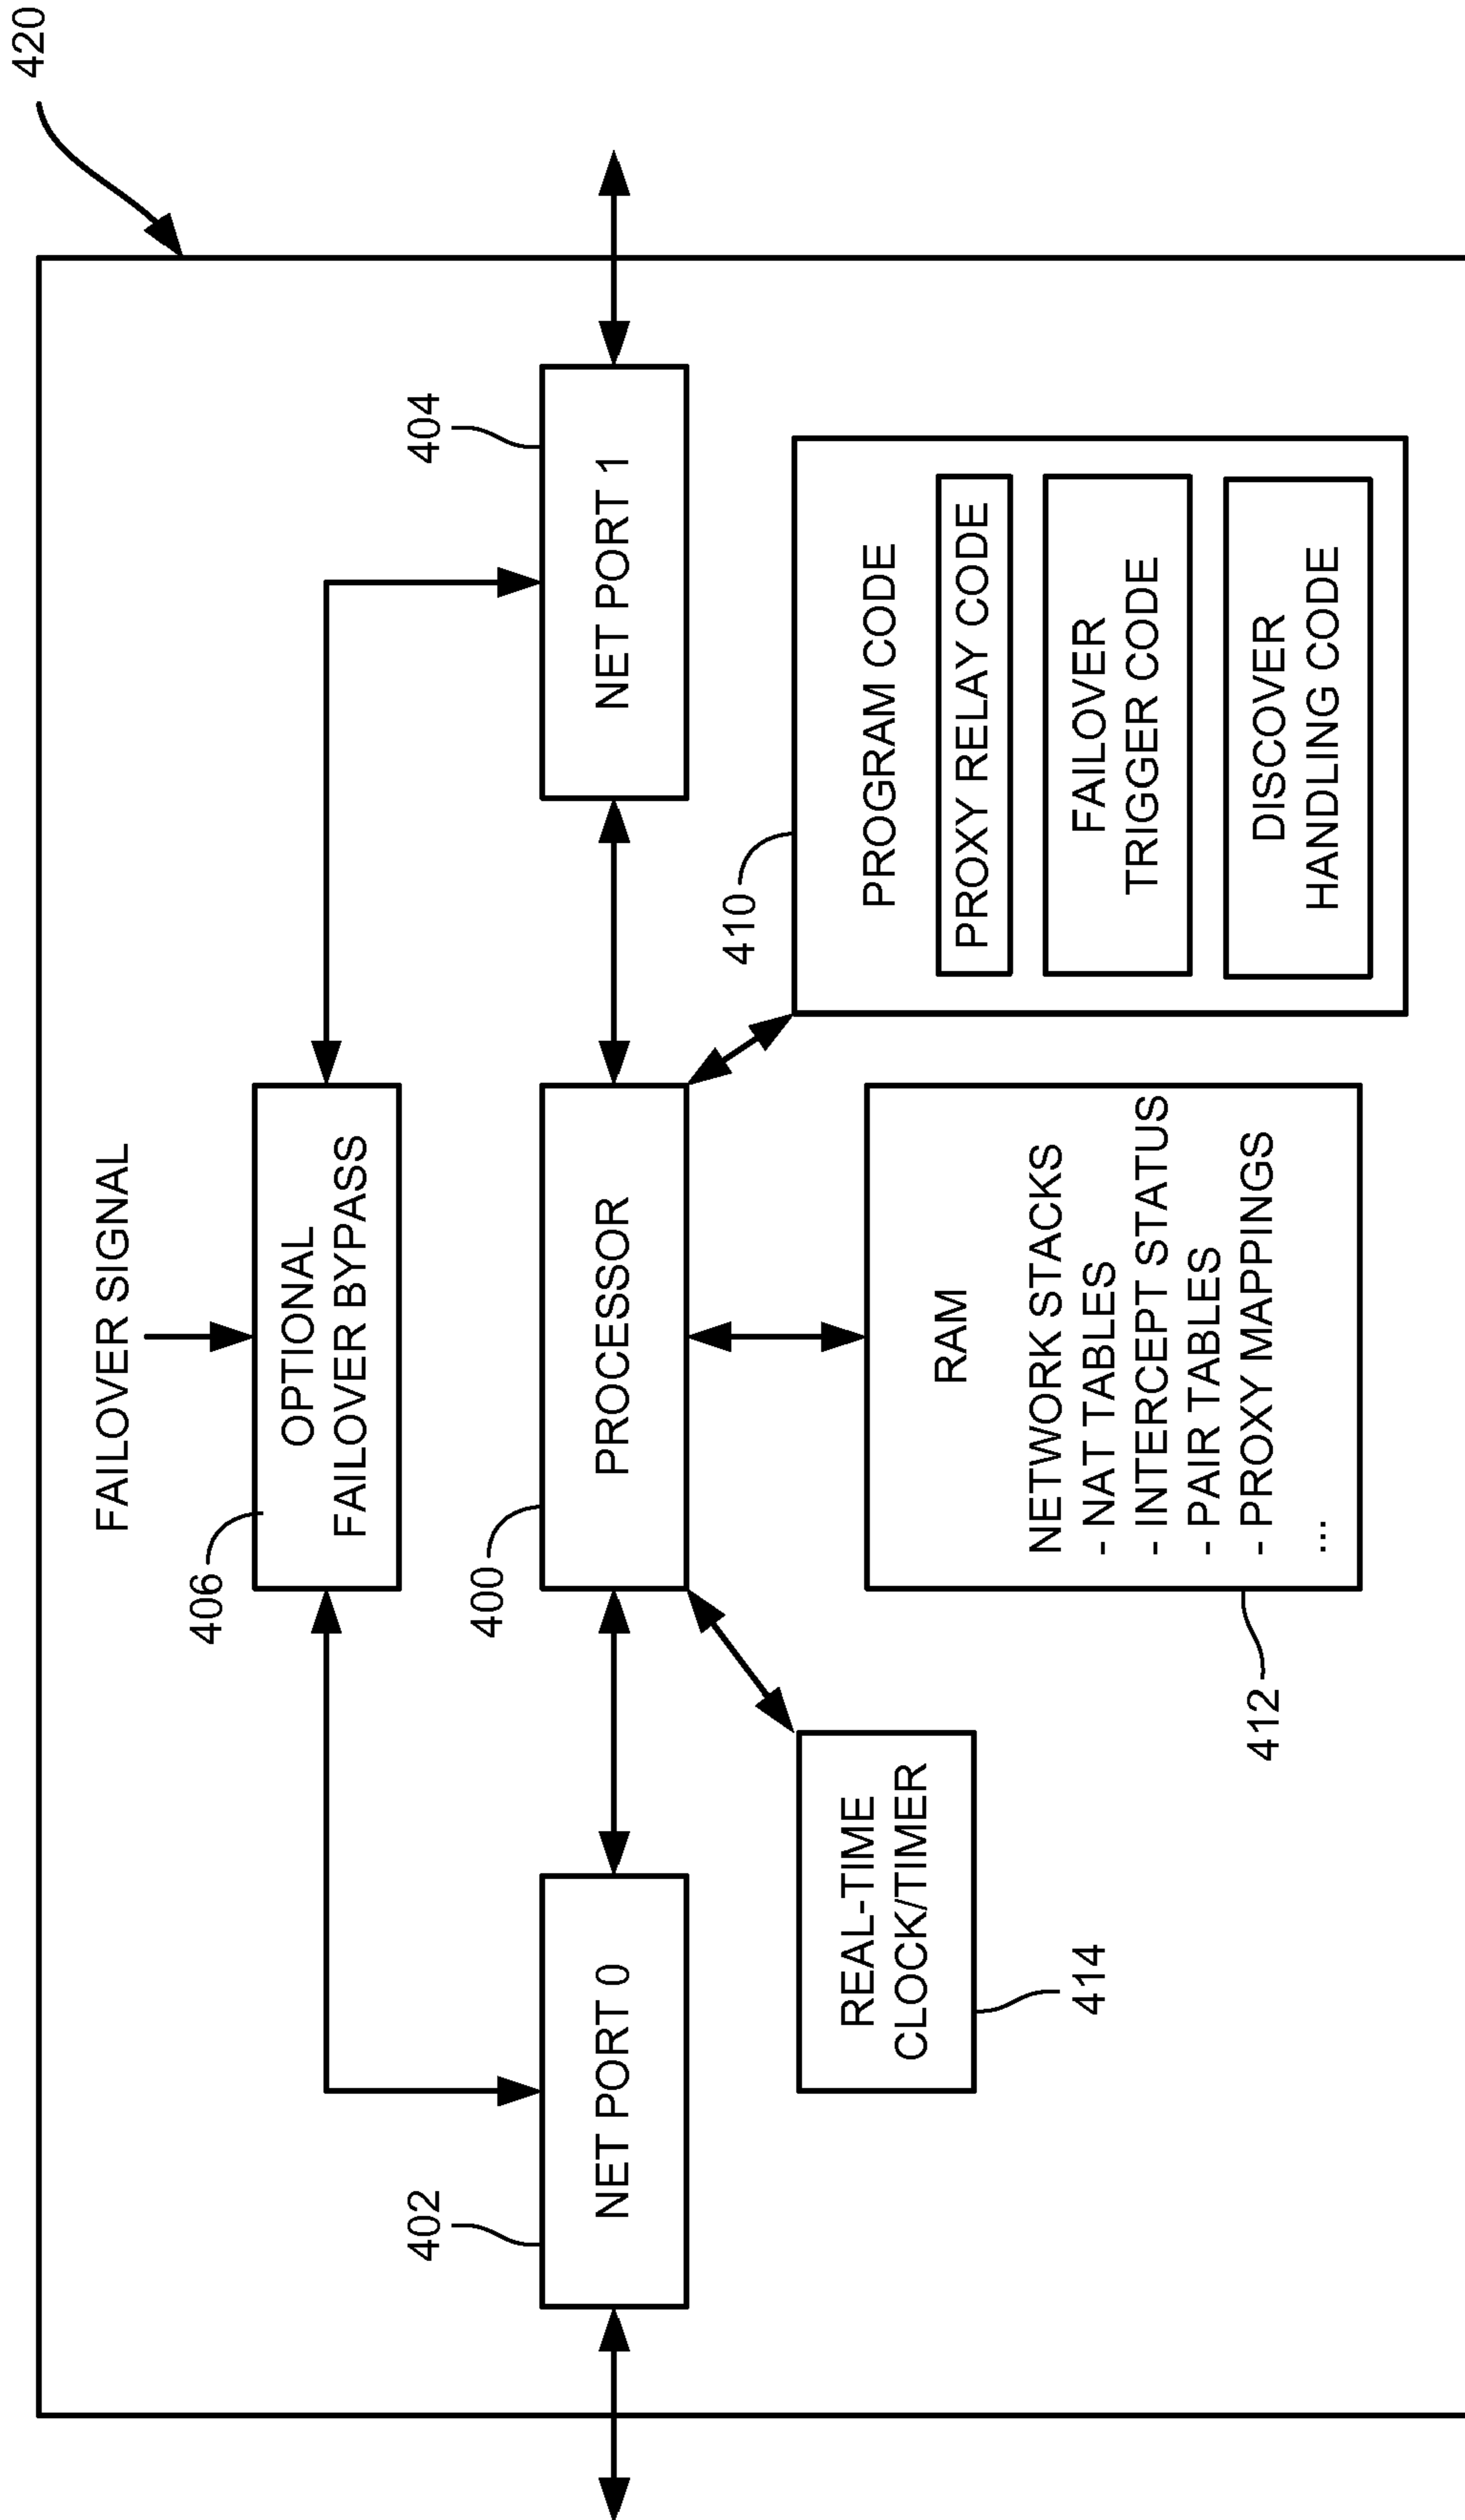 420
FAILOVER SIGNAL
406
OPTIONAL
FAILOVER BYPASS
402
NET PORT 0
400
PROCESSOR
404
NET PORT 1
REAL-TIME
CLOCK/TIMER
414
RAM
NETWORK STACKS
- NAT TABLES
- INTERCEPT STATUS
- PAIR TABLES
- PROXY MAPPINGS
...
412
410
PROGRAM CODE
PROXY RELAY CODE
FAILOVER
TRIGGER CODE
DISCOVER
HANDLING CODE